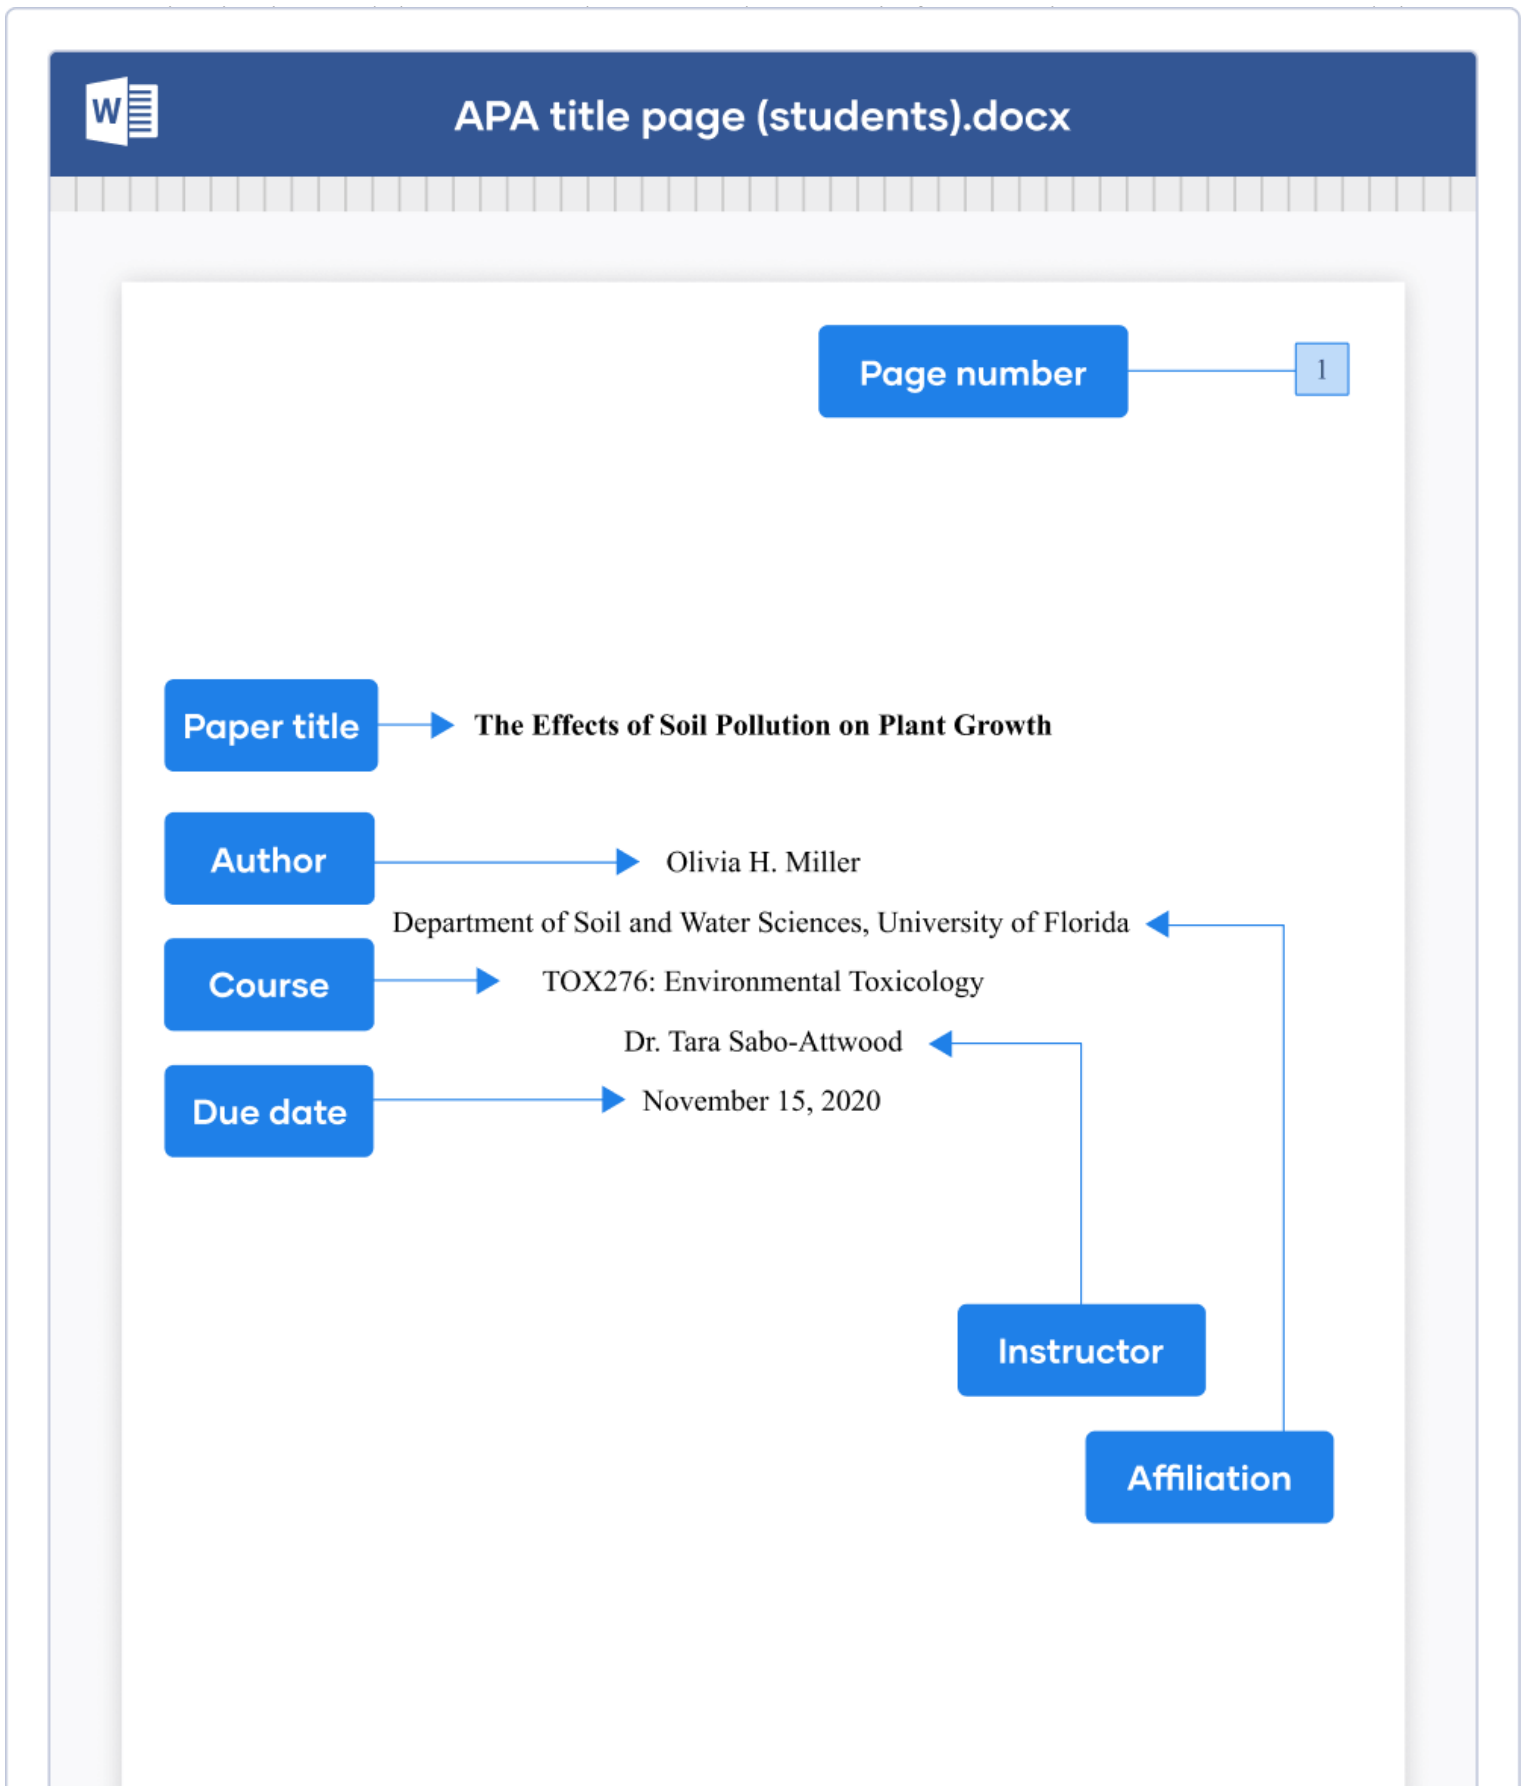 W
APA title page (students).docx
Page number
1
Paper title
The Effects of Soil Pollution on Plant Growth
Author
Olivia H. Miller
Department of Soil and Water Sciences, University of Florida
Course
TOX276: Environmental Toxicology
Dr. Tara Sabo-Attwood
Due date
November 15, 2020
Instructor
Affiliation